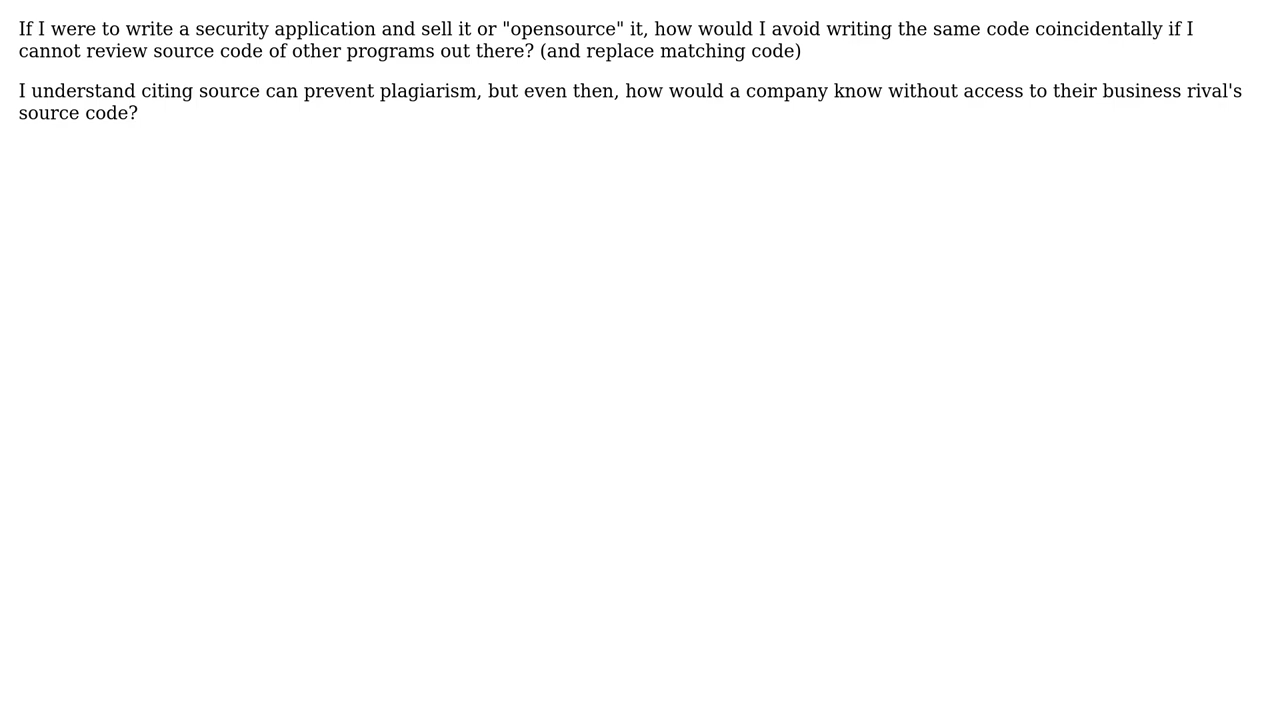 If I were to write a security application and sell it or "opensource" it, how would I avoid writing the same code coincidentally if I
cannot review source code of other programs out there? (and replace matching code)
I understand citing source can prevent plagiarism, but even then, how would a company know without access to their business rival's
source code?